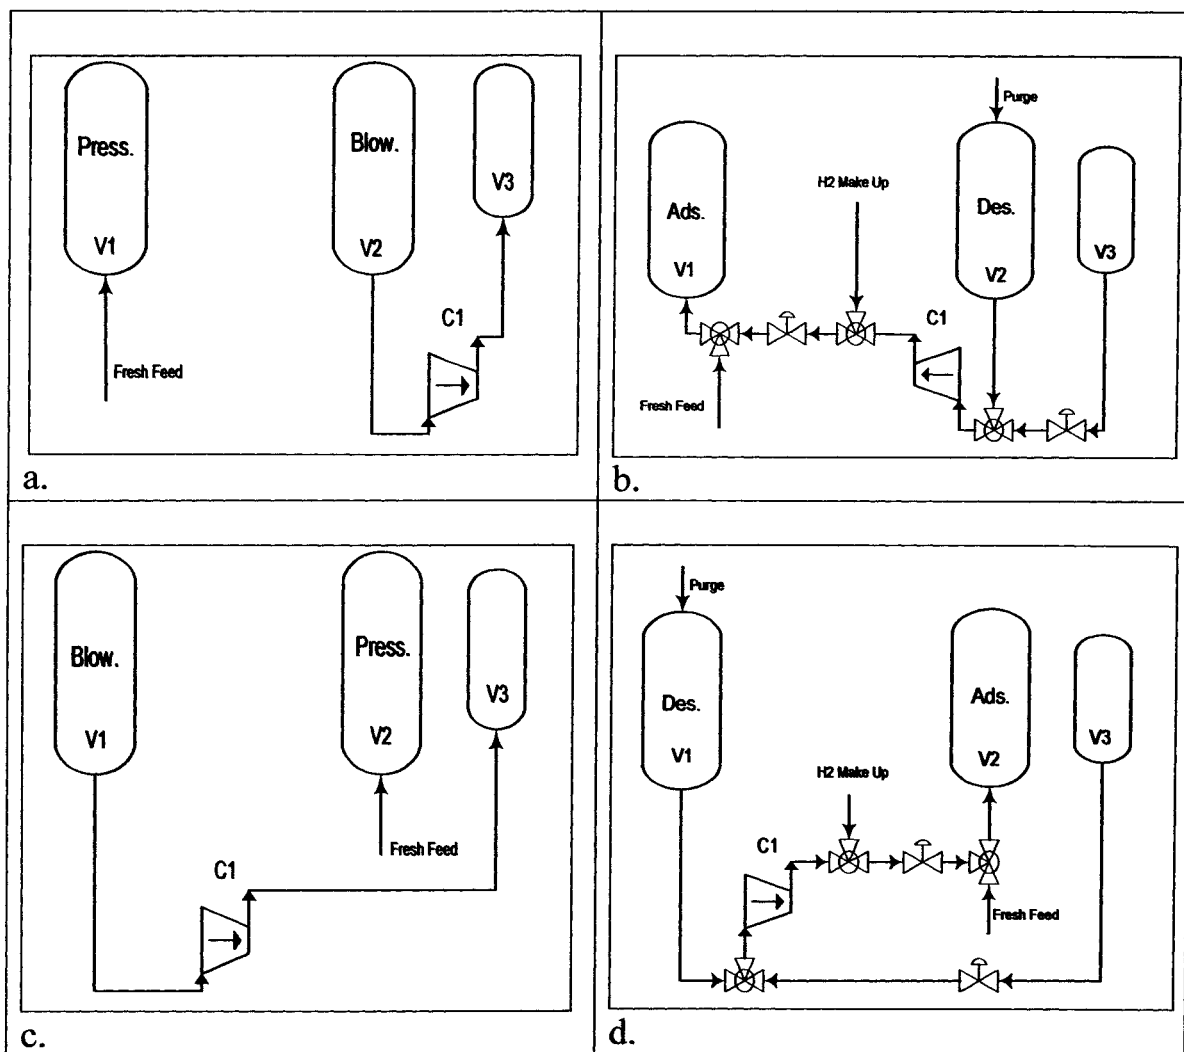 Press.
V1
Fresh Feed
Blow.
V2
V3
C1
a.
Purge
H2 Make Up
Ads.
V1
Des.
V2
V3
C1
Fresh Feed
b.
Blow.
V1
Press.
V2
V3
Fresh Feed
C1
c.
Purge
Des.
V1
Ads.
V2
V3
H2 Make Up
C1
Fresh Feed
d.